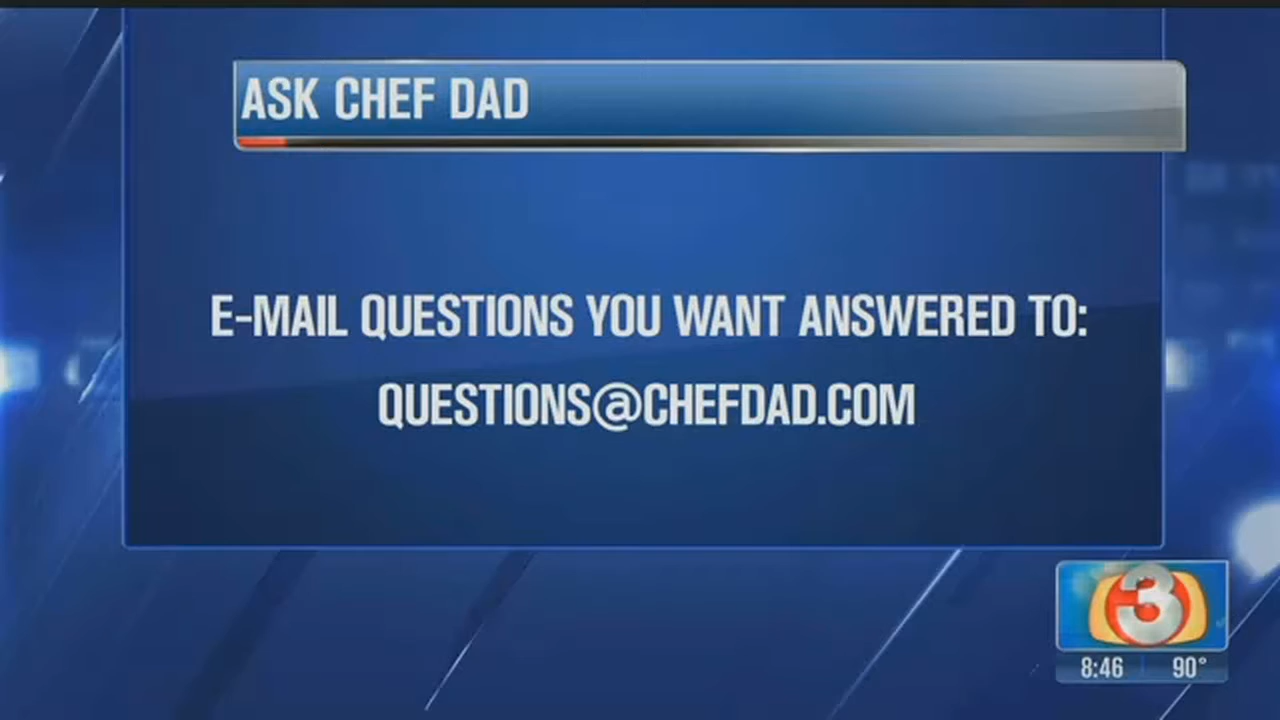 ASK CHEF DAD
E-MAIL QUESTIONS YOU WANT ANSWERED TO:
QUESTIONS@CHEFDAD.COM
3
8:46 90°